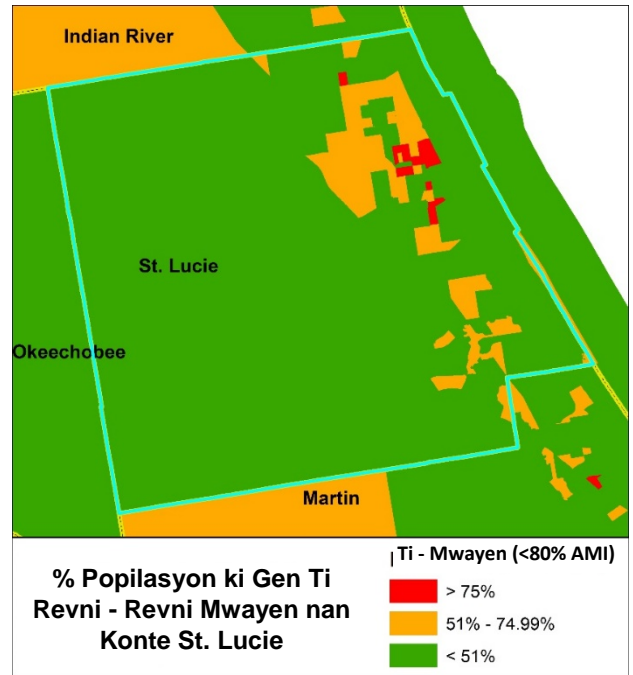 Indian River
St. Lucie
Okeechobee
Martin
% Popilasyon ki Gen Ti
Revni - Revni Mwayen nan
Konte St. Lucie
Ti - Mwayen (<80% AMI)
> 75%
51% - 74.99%
< 51%